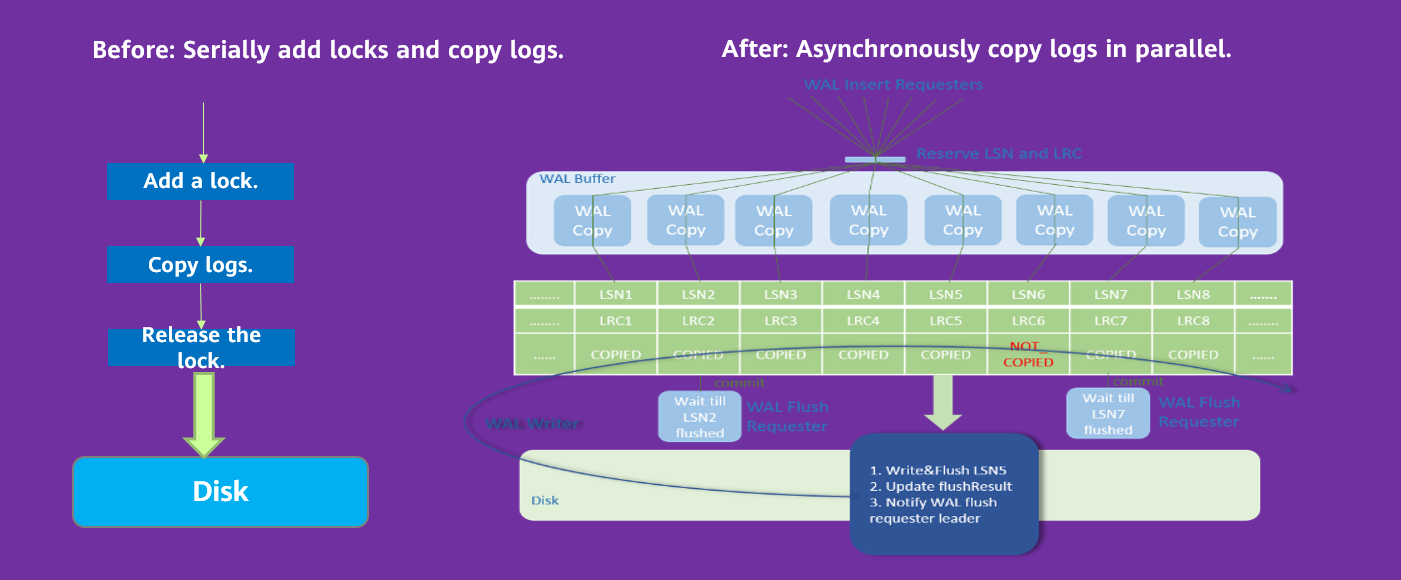 Before: Serially add locks and copy logs.
Add a lock.
Copy logs.
Release the
lock.
Disk
After: Asynchronously copy logs in parallel.
WAL Insert Requesters
Reserve LSN and LRC
WAL Buffer
WAL WAL WAL WAL WAL WAL WAL WAL
Copy Copy Copy Copy Copy Copy Copy Copy
........ LSN1 LSN2 LSN3 LSN4 LSN5 LSN6 LSN7 LSN8 .......
........ LRC1 LRC2 LRC3 LRC4 LRC5 LRC6 LRC7 LRC8 ........
...... COPIED COPIED COPIED COPIED COPIED NOT_ COPIED COPIED ......
COPIED
commit
Wait till
LSN2
flushed
WAL Flush
Requester
commit
Wait till
LSN7
flushed
WAL Flush
Requester
WAL Writer
1. Write&Flush LSN5
2. Update flushResult
3. Notify WAL flush
requester leader
Disk